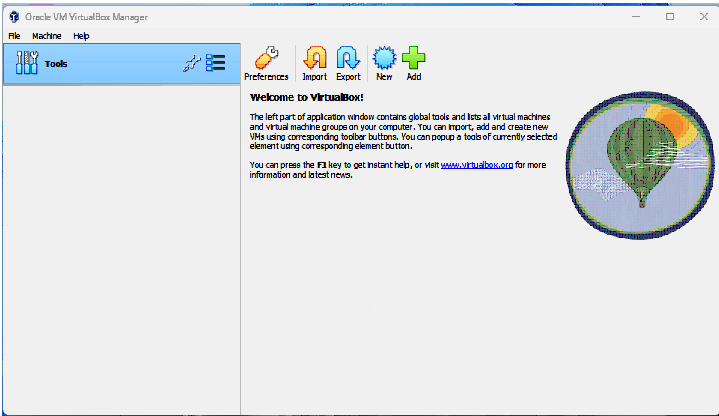 Oracle VM VirtualBox Manager
File Machine Help
Tools
Preferences Import Export New Add
Welcome to VirtualBox!
The left part of application window contains global tools and lists all virtual machines
and virtual machine groups on your computer. You can import, add and create new
VMs using corresponding toolbar buttons. You can popup a tools of currently selected
element using corresponding element button.
You can press the F1 key to get instant help, or visit www.virtualbox.org for more
information and latest news.